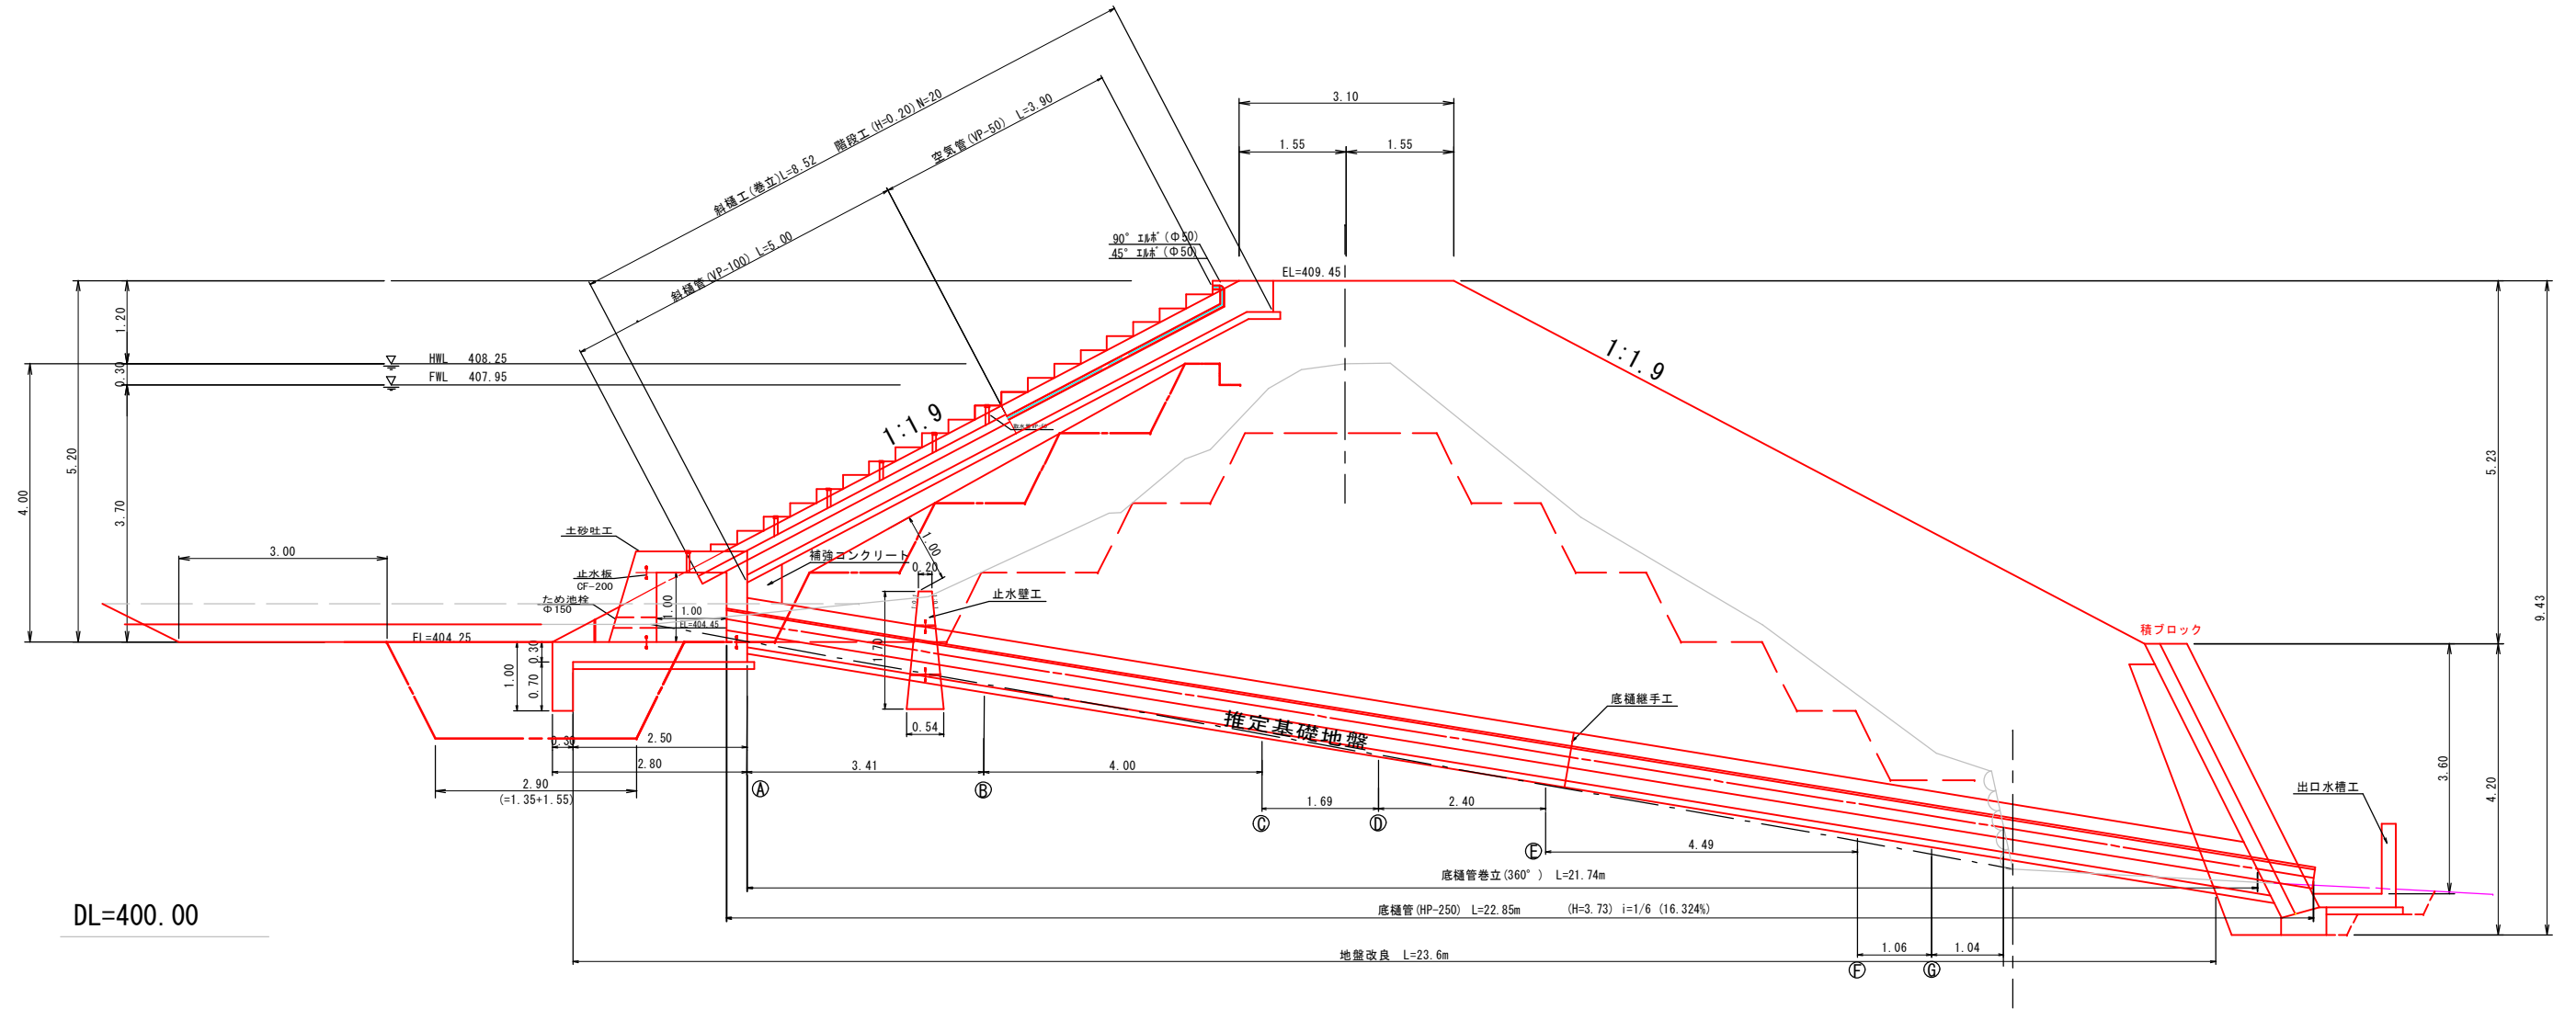 階段工(H=0.20)N=20
斜樋工(巻立)L=8.52
空気管(VP-50) L=3.90
斜樋管(VP-100) L=5.00
3.10
1.55
1.55
90° エルボ(Φ50)
45° エルボ(Φ50)
EL=409.45
1.20
HWL 408.25
0.30
FWL 407.95
1:1.9
1:1.9
5.20
4.00
3.70
5.23
9.43
3.00
土砂吐工
止水板
CF-200
ため池栓
Φ150
補強コンクリート
1.00
0.20
止水壁工
1.00
1.00
EL=404.45
EL=404.25
1.70
積ブロック
1.00
0.30
0.70
0.54
推定基礎地盤
底樋継手工
0.30
2.50
2.80
3.41
4.00
2.90
(=1.35+1.55)
Ⓐ
Ⓑ
1.69
2.40
Ⓒ
Ⓓ
3.60
4.20
出口水槽工
Ⓔ
4.49
底樋管巻立(360°) L=21.74m
底樋管(HP-250) L=22.85m (H=3.73) i=1/6 (16.324%)
DL=400.00
地盤改良 L=23.6m
1.06
1.04
Ⓕ
Ⓖ